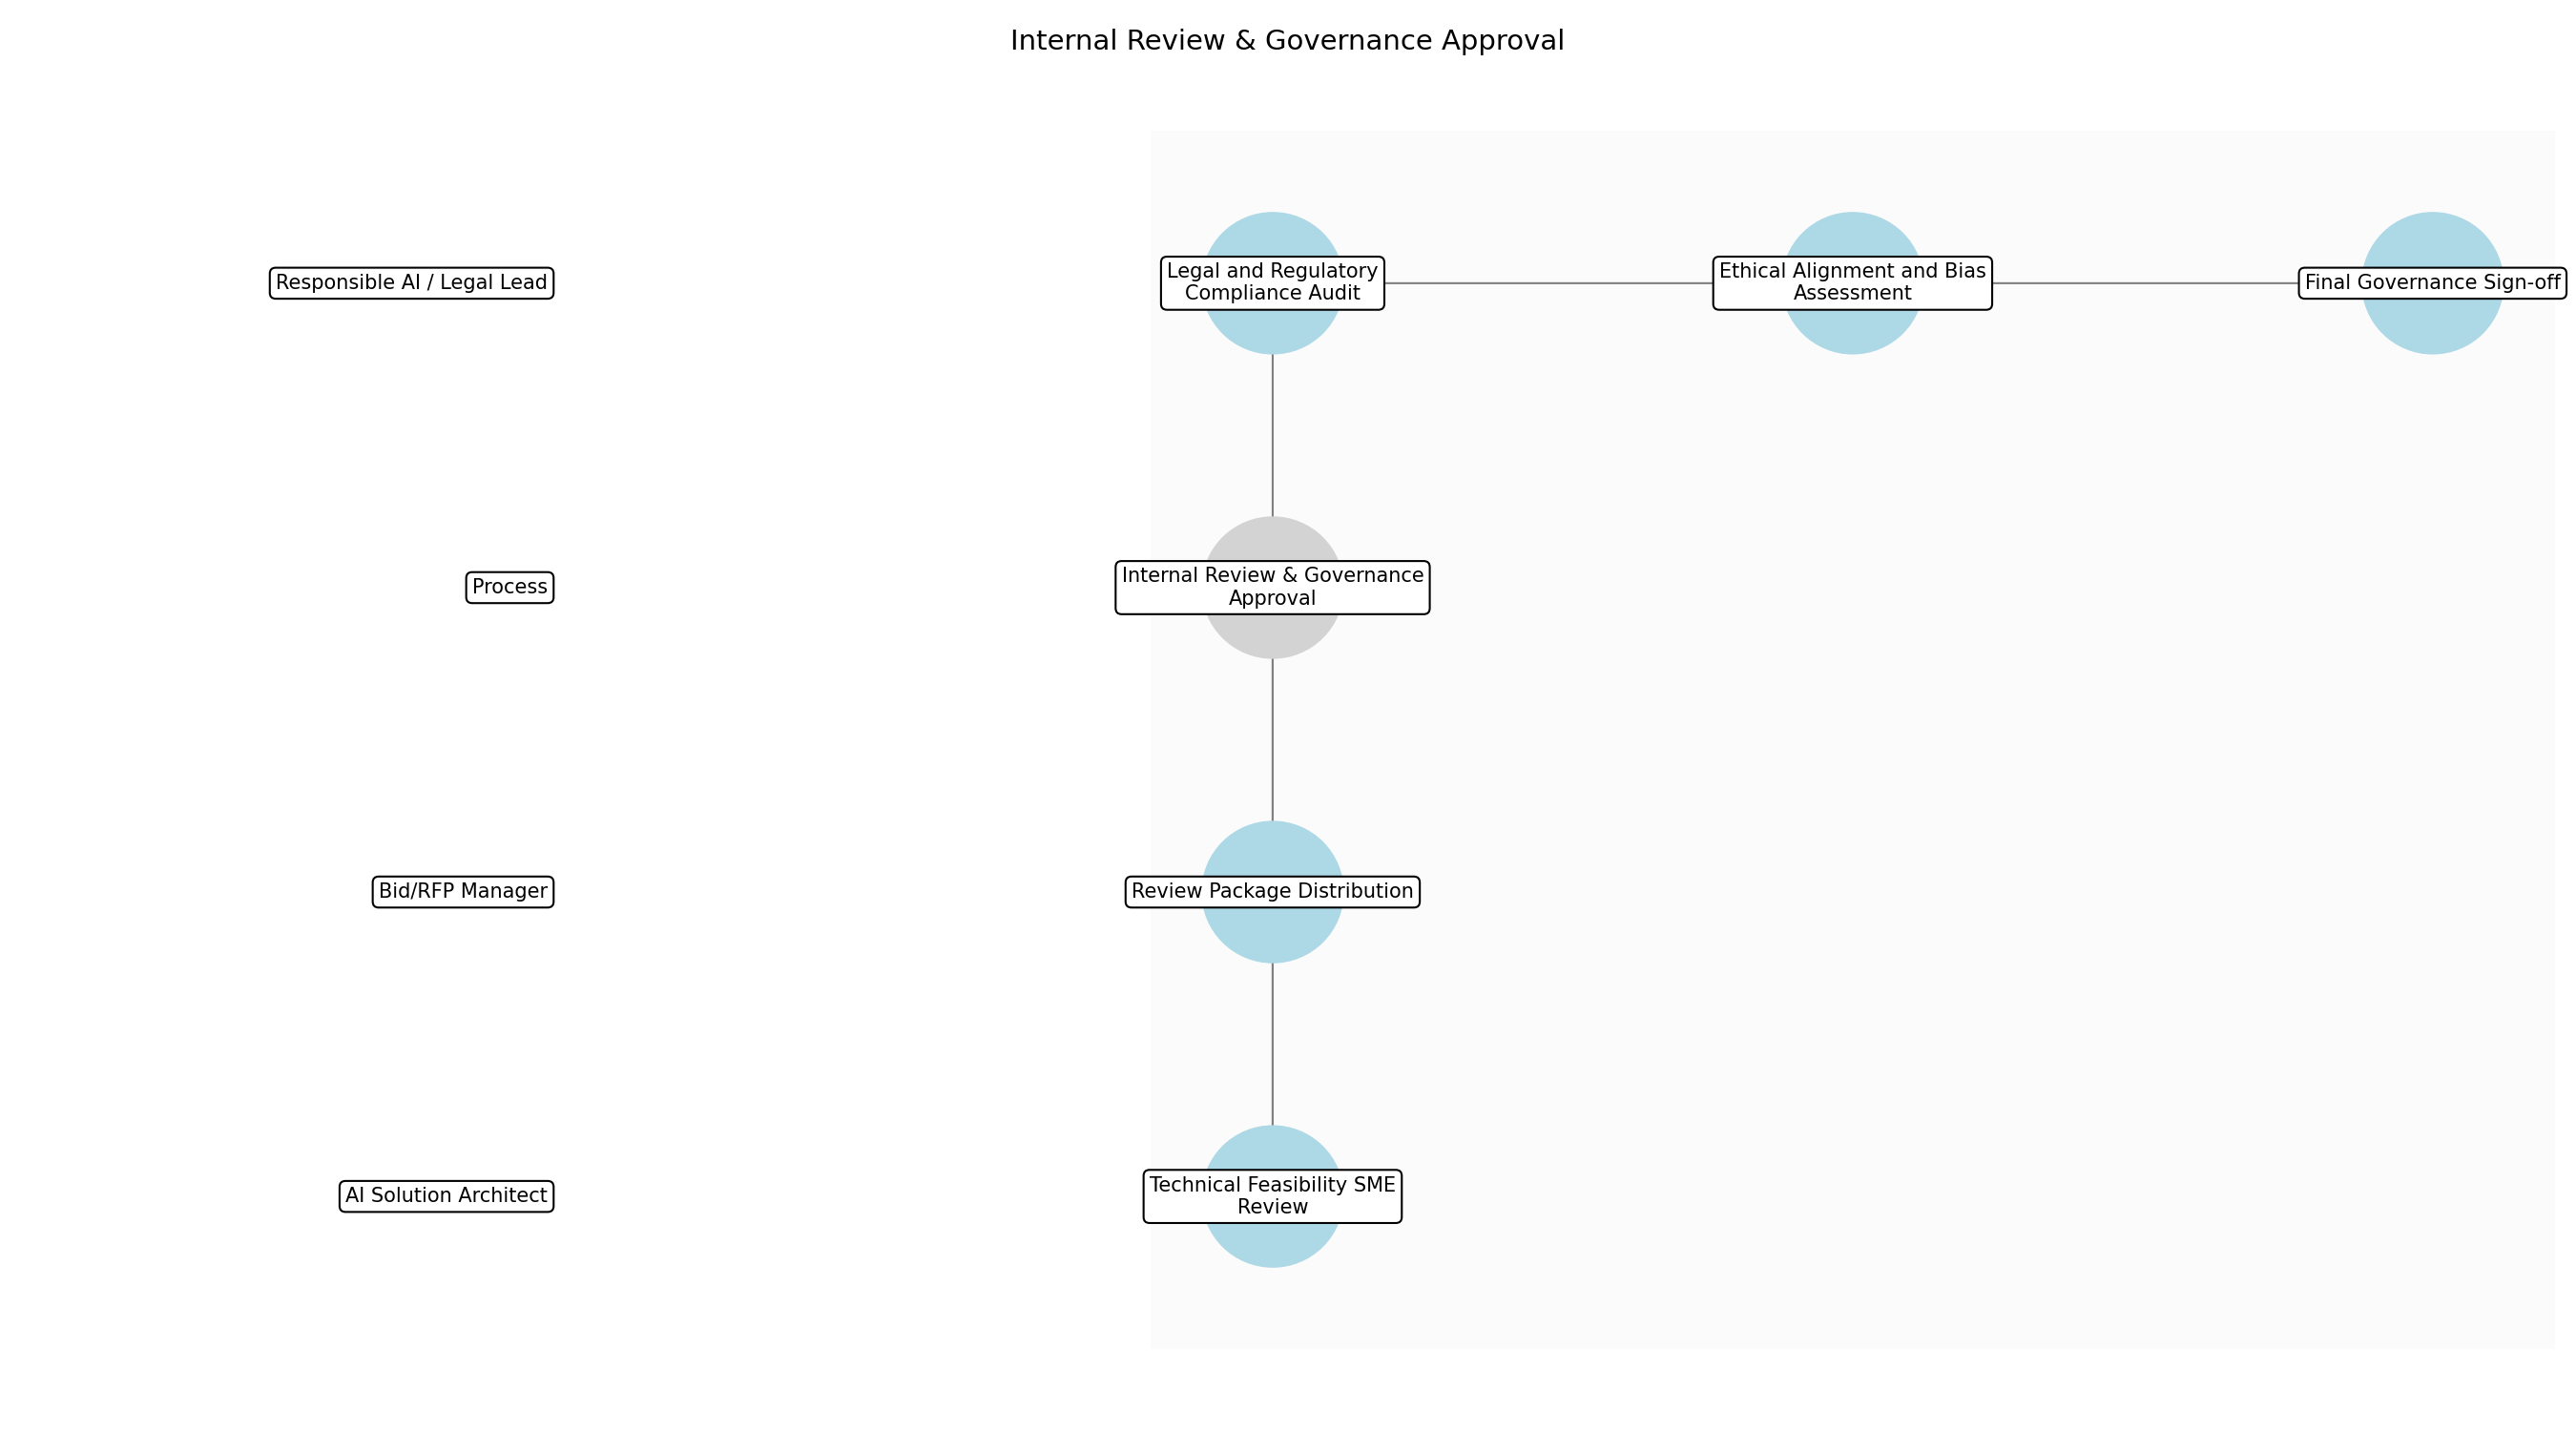 Internal Review & Governance Approval
Responsible AI / Legal Lead
Legal and Regulatory
Compliance Audit
Ethical Alignment and Bias
Assessment
Final Governance Sign-off
Process
Internal Review & Governance
Approval
Bid/RFP Manager
Review Package Distribution
AI Solution Architect
Technical Feasibility SME
Review